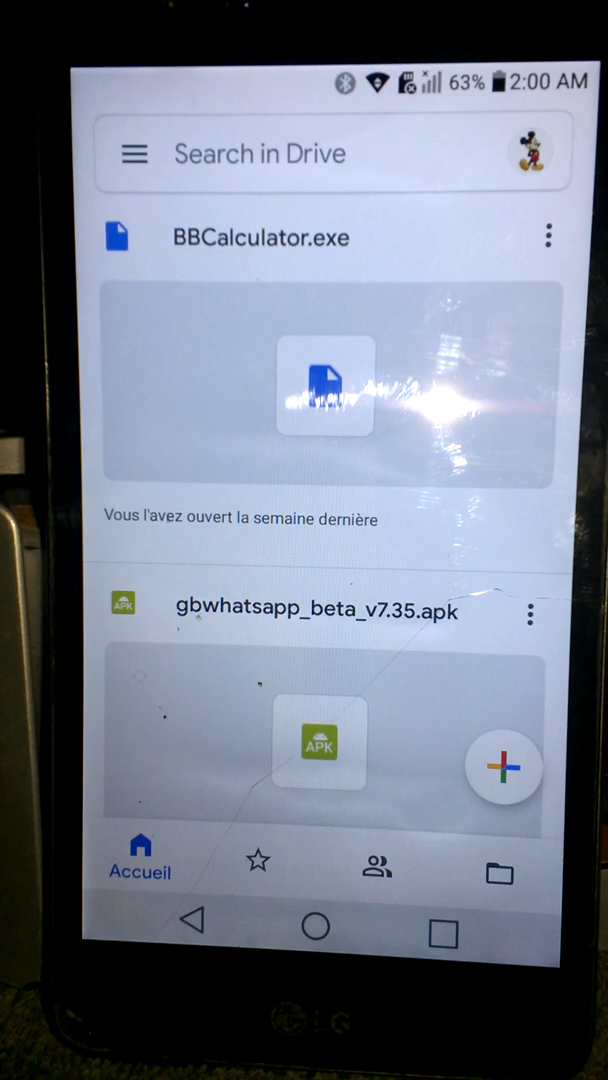 63% 2:00 AM
Search in Drive
BBCalculator.exe
Vous l'avez ouvert la semaine dernière
APK gbwhatsapp_beta_v7.35.apk
APK
Accueil
LG